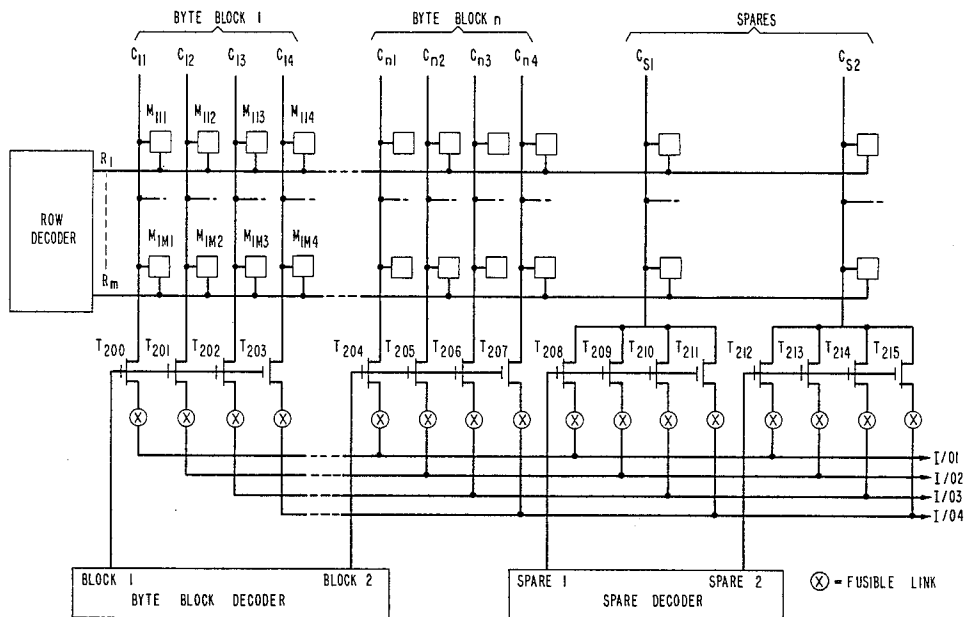 BYTE BLOCK 1 BYTE BLOCK n SPARES
C11 C12 C13 C14 Cn1 Cn2 Cn3 Cn4 CS1 CS2
M111 M112 M113 M114
R1
ROW DECODER
M1M1 M1M2 M1M3 M1M4
Rm
T200 T201 T202 T203 T204 T205 T206 T207 T208 T209 T210 T211 T212 T213 T214 T215
X X X X X X X X X X X X X X X X
I/O1
I/O2
I/O3
I/O4
BLOCK 1 BLOCK 2 SPARE 1 SPARE 2
BYTE BLOCK DECODER SPARE DECODER
X = FUSIBLE LINK